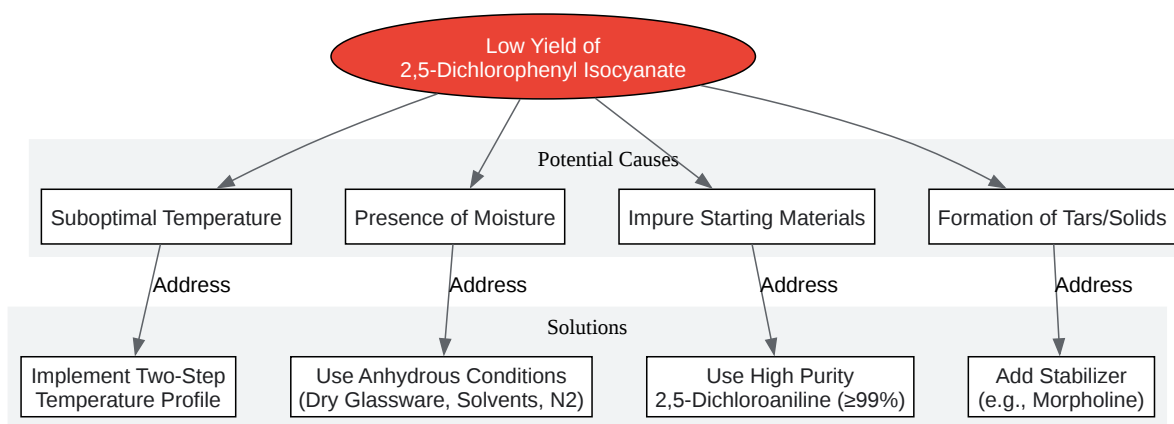 Low Yield of
2,5-Dichlorophenyl Isocyanate
Potential Causes
Suboptimal Temperature
Presence of Moisture
Impure Starting Materials
Formation of Tars/Solids
Address
Address
Address
Address
Solutions
Implement Two-Step
Temperature Profile
Use Anhydrous Conditions
(Dry Glassware, Solvents, N2)
Use High Purity
2,5-Dichloroaniline (≥99%)
Add Stabilizer
(e.g., Morpholine)